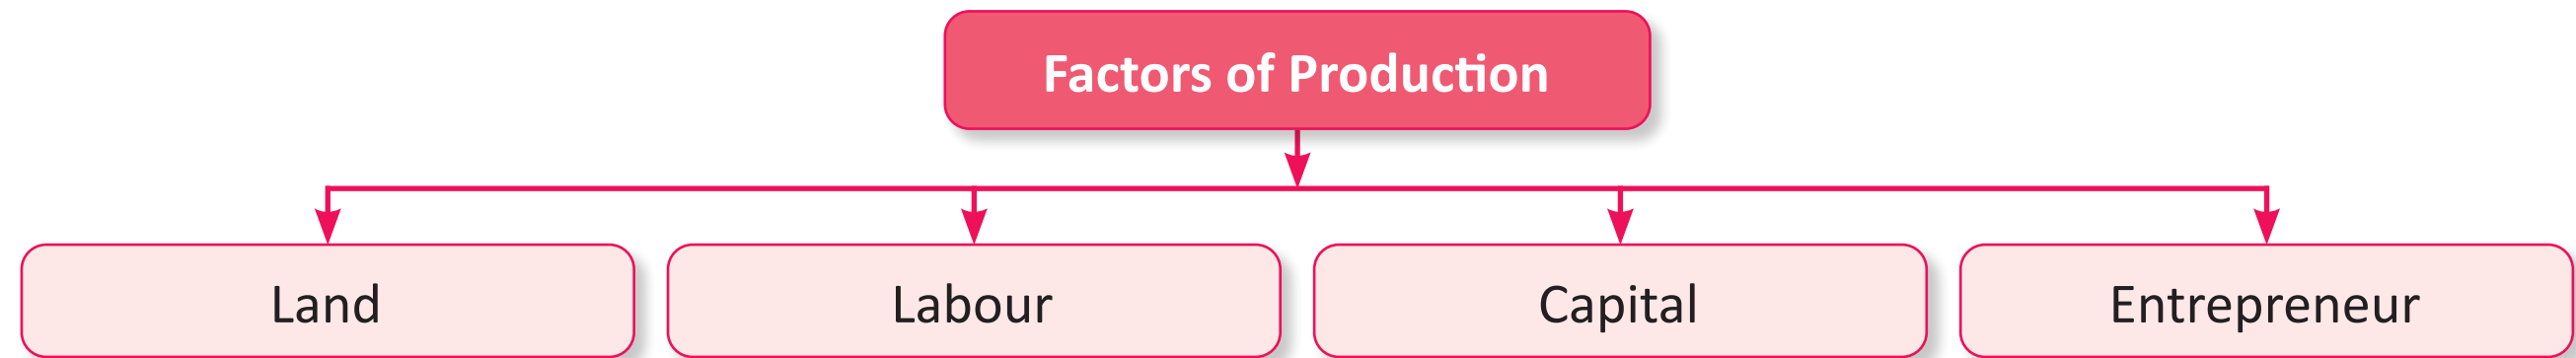 Factors of Production
Land
Labour
Capital
Entrepreneur